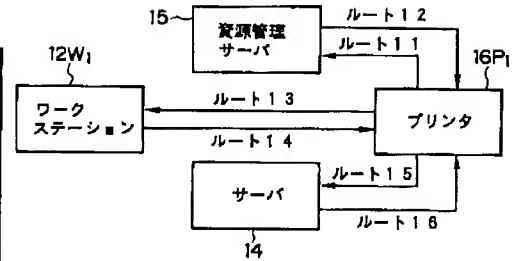 15
資源管理
サーバ
ルート12
ルート11
16P1
12W1
ワーク
ステーション
ルート13
ルート14
プリンタ
ルート15
サーバ
ルート16
14